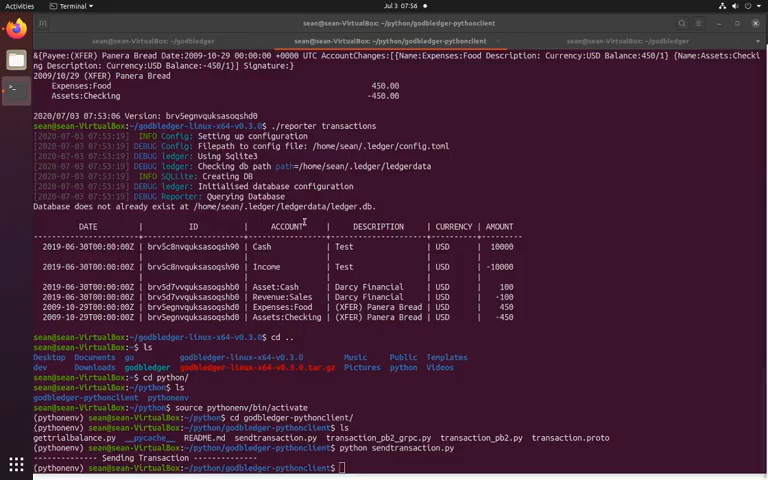 Activities
Terminal
Jul 3 07:56
sean@sean-VirtualBox: ~/python/godbledger-pythonclient
sean@sean-VirtualBox: ~/godbledger
sean@sean-VirtualBox: ~/python/godbledger-pythonclient
sean@sean-VirtualBox: ~/godbledger
&{Payee:(XFER) Panera Bread Date:2009-10-29 00:00:00 +0000 UTC AccountChanges:[{Name:Expenses:Food Description: Currency:USD Balance:450/1} {Name:Assets:Checki
ng Description: Currency:USD Balance:-450/1}] Signature:}
2009/10/29 (XFER) Panera Bread
Expenses:Food 450.00
Assets:Checking -450.00
2020/07/03 07:53:06 Version: brv5egnvquksasoqshd0
sean@sean-VirtualBox:~/godbledger-linux-x64-v0.3.0$ ./reporter transactions
[2020-07-03 07:53:19] INFO Config: Setting up configuration
[2020-07-03 07:53:19] DEBUG Config: Filepath to config file: /home/sean/.ledger/config.toml
[2020-07-03 07:53:19] DEBUG ledger: Using Sqlite3
[2020-07-03 07:53:19] DEBUG ledger: Checking db path path=/home/sean/.ledger/ledgerdata
[2020-07-03 07:53:19] INFO SQLLite: Creating DB
[2020-07-03 07:53:19] DEBUG ledger: Initialised database configuration
[2020-07-03 07:53:19] DEBUG Reporter: Querying Database
Database does not already exist at /home/sean/.ledger/ledgerdata/ledger.db.
DATE | ID | ACCOUNT | DESCRIPTION | CURRENCY | AMOUNT
2019-06-30T00:00:00Z | brv5c8nvquksasoqsh90 | Cash | Test | USD | 10000
2019-06-30T00:00:00Z | brv5c8nvquksasoqsh90 | Income | Test | USD | -10000
2019-06-30T00:00:00Z | brv5d7vvquksasoqshb0 | Asset:Cash | Darcy Financial | USD | 100
2019-06-30T00:00:00Z | brv5d7vvquksasoqshb0 | Revenue:Sales | Darcy Financial | USD | -100
2009-10-29T00:00:00Z | brv5egnvquksasoqshd0 | Expenses:Food | (XFER) Panera Bread | USD | 450
2009-10-29T00:00:00Z | brv5egnvquksasoqshd0 | Assets:Checking | (XFER) Panera Bread | USD | -450
sean@sean-VirtualBox:~/godbledger-linux-x64-v0.3.0$ cd ..
sean@sean-VirtualBox:~$ ls
Desktop Documents go godbledger-linux-x64-v0.3.0 Music Public Templates
dev Downloads godbledger godbledger-linux-x64-v0.3.0.tar.gz Pictures python Videos
sean@sean-VirtualBox:~$ cd python/
sean@sean-VirtualBox:~/python$ ls
godbledger-pythonclient pythonenv
sean@sean-VirtualBox:~/python$ source pythonenv/bin/activate
(pythonenv) sean@sean-VirtualBox:~/python$ cd godbledger-pythonclient/
(pythonenv) sean@sean-VirtualBox:~/python/godbledger-pythonclient$ ls
gettrialbalance.py __pycache__ README.md sendtransaction.py transaction_pb2_grpc.py transaction_pb2.py transaction.proto
(pythonenv) sean@sean-VirtualBox:~/python/godbledger-pythonclient$ python sendtransaction.py
-------------- Sending Transaction --------------
(pythonenv) sean@sean-VirtualBox:~/python/godbledger-pythonclient$